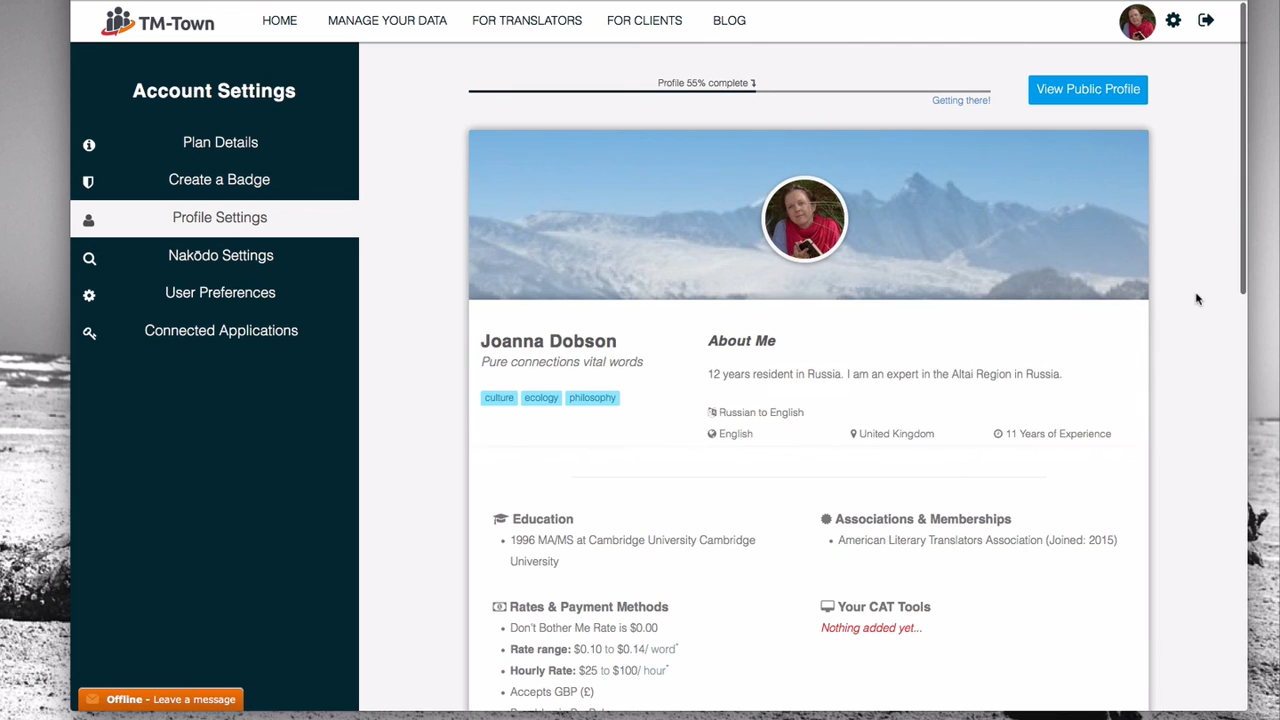 TM-Town
HOME
MANAGE YOUR DATA
FOR TRANSLATORS
FOR CLIENTS
BLOG
Account Settings
Plan Details
Create a Badge
Profile Settings
Nakōdo Settings
User Preferences
Connected Applications
Profile 55% complete
Getting there!
View Public Profile
Joanna Dobson
Pure connections vital words
culture ecology philosophy
About Me
12 years resident in Russia. I am an expert in the Altai Region in Russia.
Russian to English
English
United Kingdom
11 Years of Experience
Education
• 1996 MA/MS at Cambridge University Cambridge
University
Associations & Memberships
• American Literary Translators Association (Joined: 2015)
Rates & Payment Methods
• Don't Bother Me Rate is $0.00
• Rate range: $0.10 to $0.14/ word*
• Hourly Rate: $25 to $100/ hour*
• Accepts GBP (£)
Your CAT Tools
Nothing added yet...
Offline - Leave a message